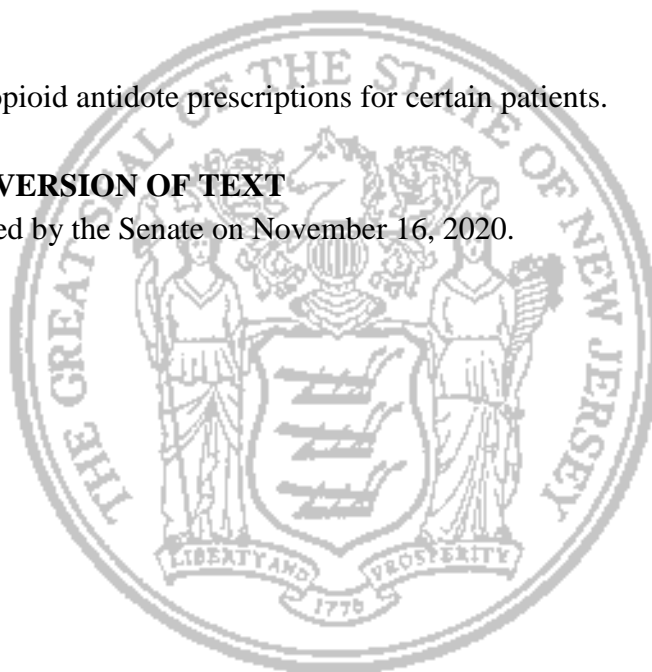 opioid antidote prescriptions for certain patients.
VERSION OF TEXT
ed by the Senate on November 16, 2020.
THE GREAT SEAL OF THE STATE OF NEW JERSEY
LIBERTY AND PROSPERITY
1776